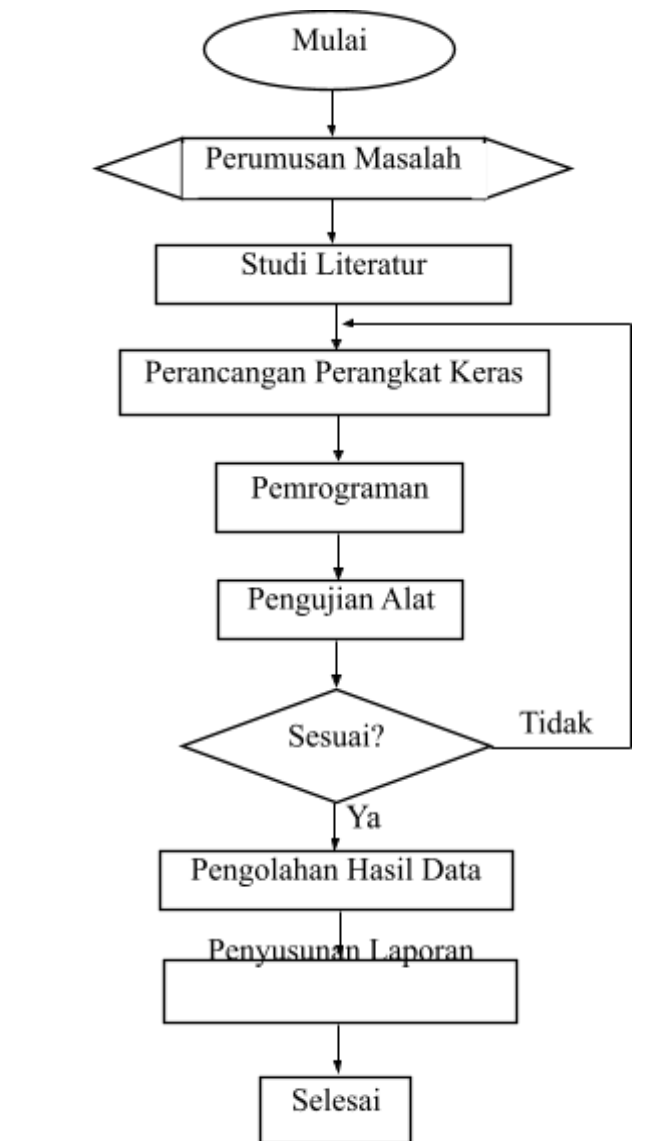 Mulai
Perumusan Masalah
Studi Literatur
Perancangan Perangkat Keras
Pemrograman
Pengujian Alat
Sesuai?
Tidak
Ya
Pengolahan Hasil Data
Penyusunan Laporan
Selesai